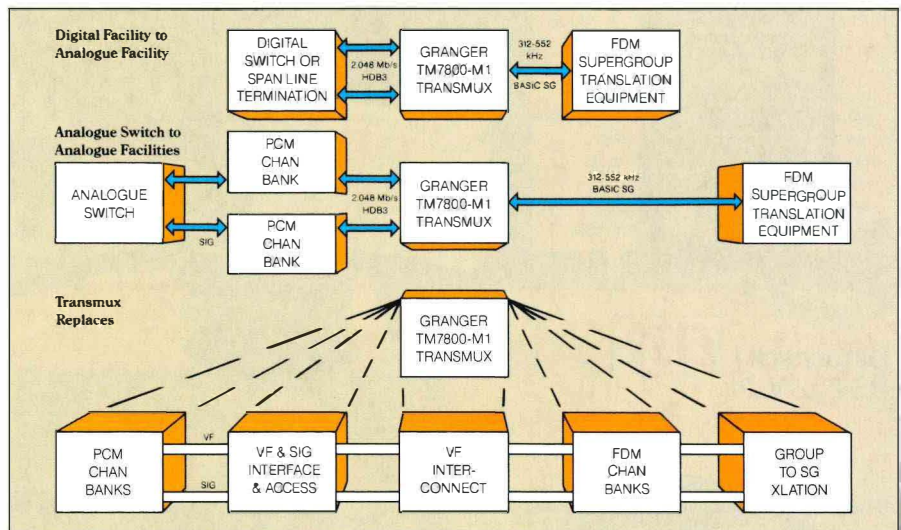 Digital Facility to
Analogue Facility
DIGITAL
SWITCH OR
SPAN LINE
TERMINATION
2.048 Mb/s
HDB3
GRANGER
TM7800-M1
TRANSMUX
312-552
kHz
BASIC SG
FDM
SUPERGROUP
TRANSLATION
EQUIPMENT
Analogue Switch to
Analogue Facilities
ANALOGUE
SWITCH
SIG
PCM
CHAN
BANK
PCM
CHAN
BANK
2.048 Mb/s
HDB3
GRANGER
TM7800-M1
TRANSMUX
312-552 kHz
BASIC SG
FDM
SUPERGROUP
TRANSLATION
EQUIPMENT
Transmux
Replaces
GRANGER
TM7800-M1
TRANSMUX
PCM
CHAN
BANKS
VF
SIG
VF & SIG
INTERFACE
& ACCESS
VF
INTER-
CONNECT
FDM
CHAN
BANKS
GROUP
TO SG
XLATION